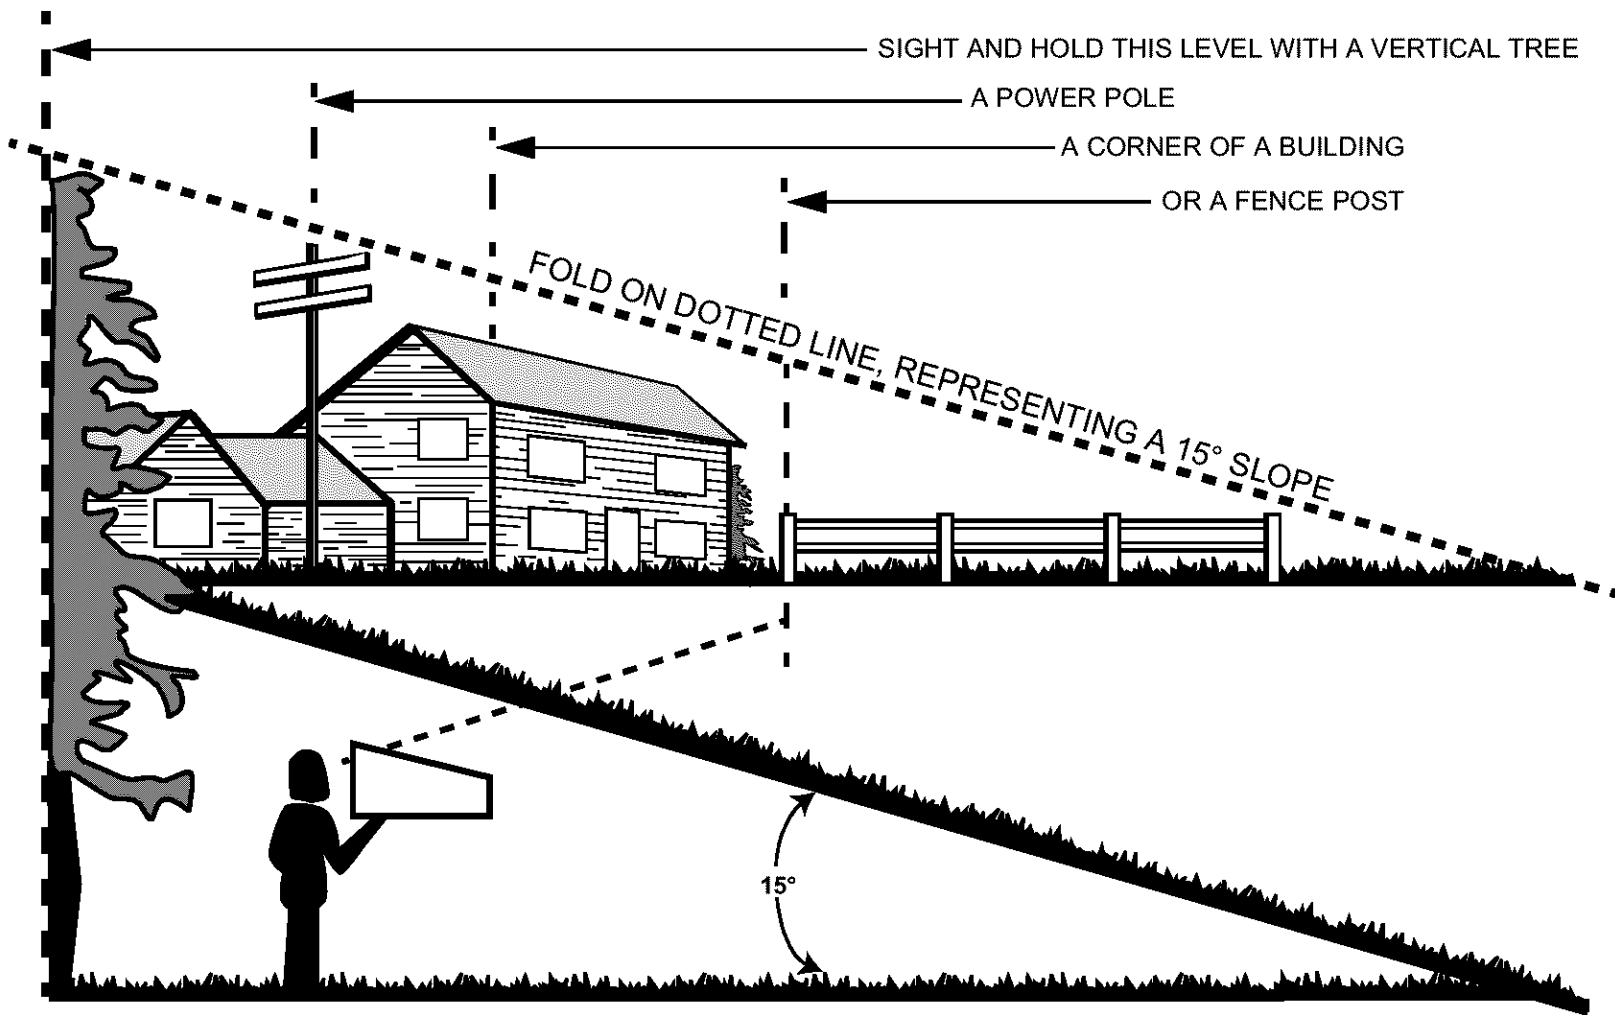 SIGHT AND HOLD THIS LEVEL WITH A VERTICAL TREE
A POWER POLE
A CORNER OF A BUILDING
OR A FENCE POST
FOLD ON DOTTED LINE, REPRESENTING A 15° SLOPE
15°